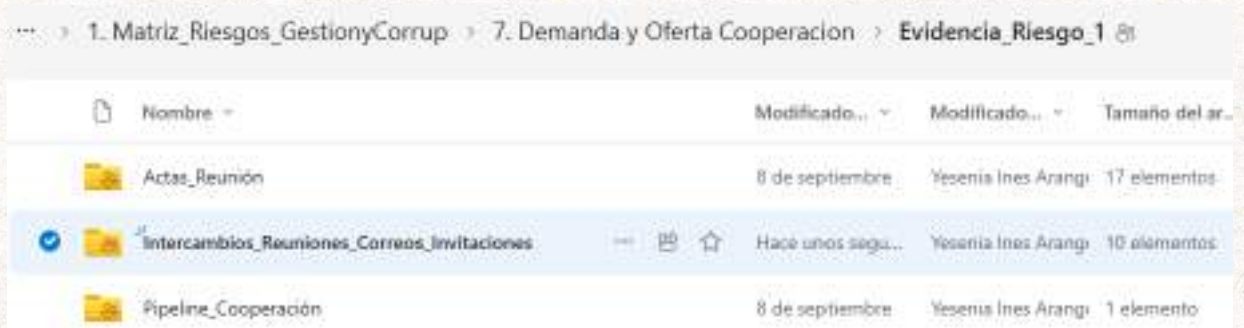 ... > 1. Matriz_Riesgos_GestionyCorrup > 7. Demanda y Oferta Cooperacion > Evidencia_Riesgo_1
Nombre Modificado... Modificado... Tamaño del ar...
Actas_Reunión 8 de septiembre Yesenia Ines Arang 17 elementos
Intercambios_Reuniones_Correos_Invitaciones ... Hace unos segu... Yesenia Ines Arang 10 elementos
Pipeline_Cooperación 8 de septiembre Yesenia Ines Arang 1 elemento